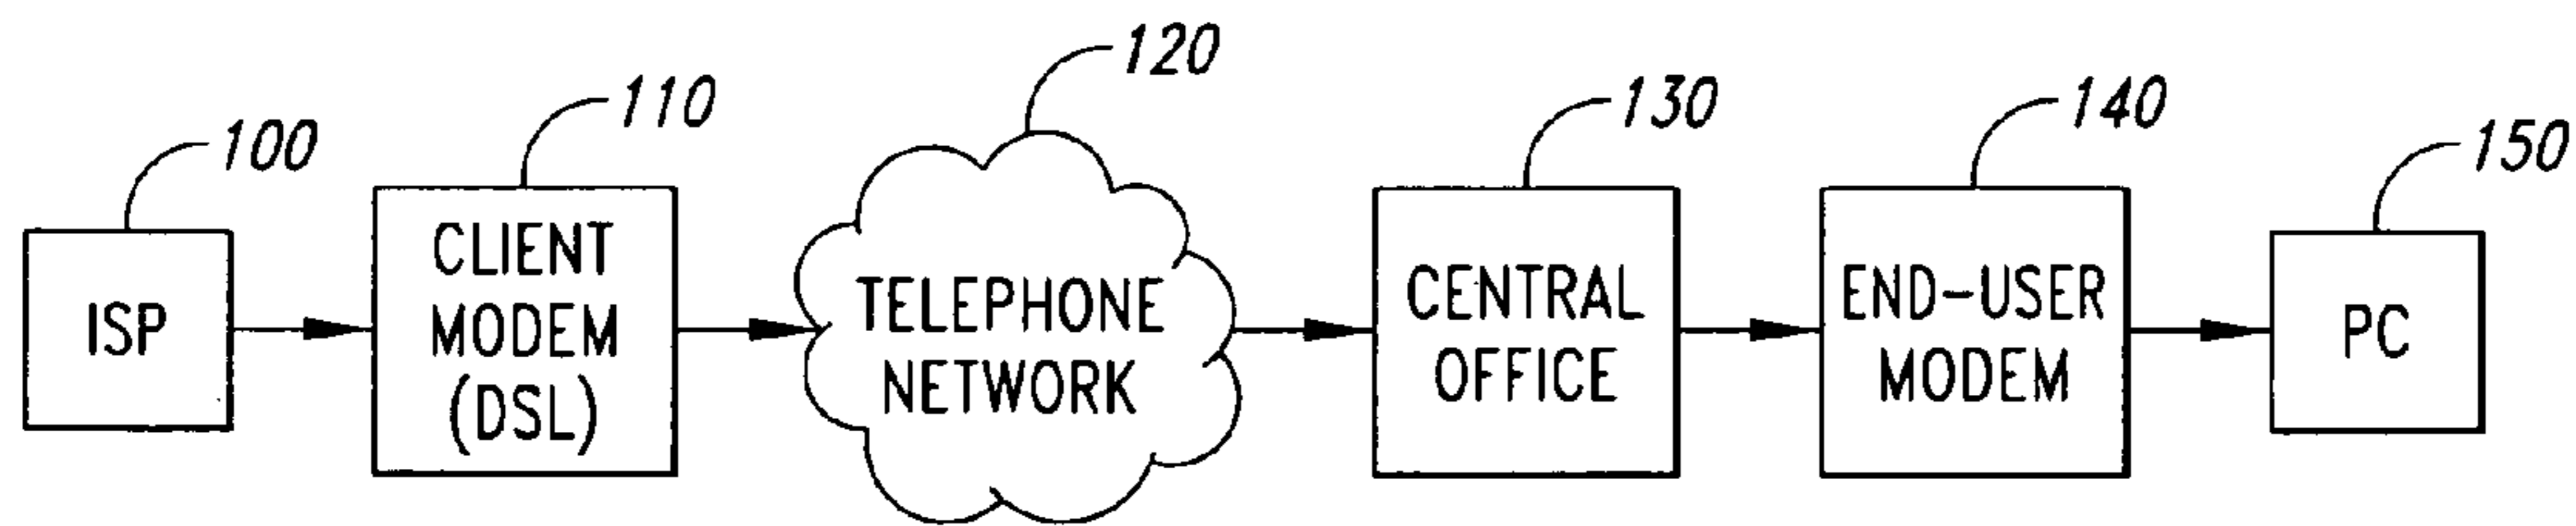 100
ISP
110
CLIENT
MODEM
(DSL)
120
TELEPHONE
NETWORK
130
CENTRAL
OFFICE
140
END-USER
MODEM
150
PC